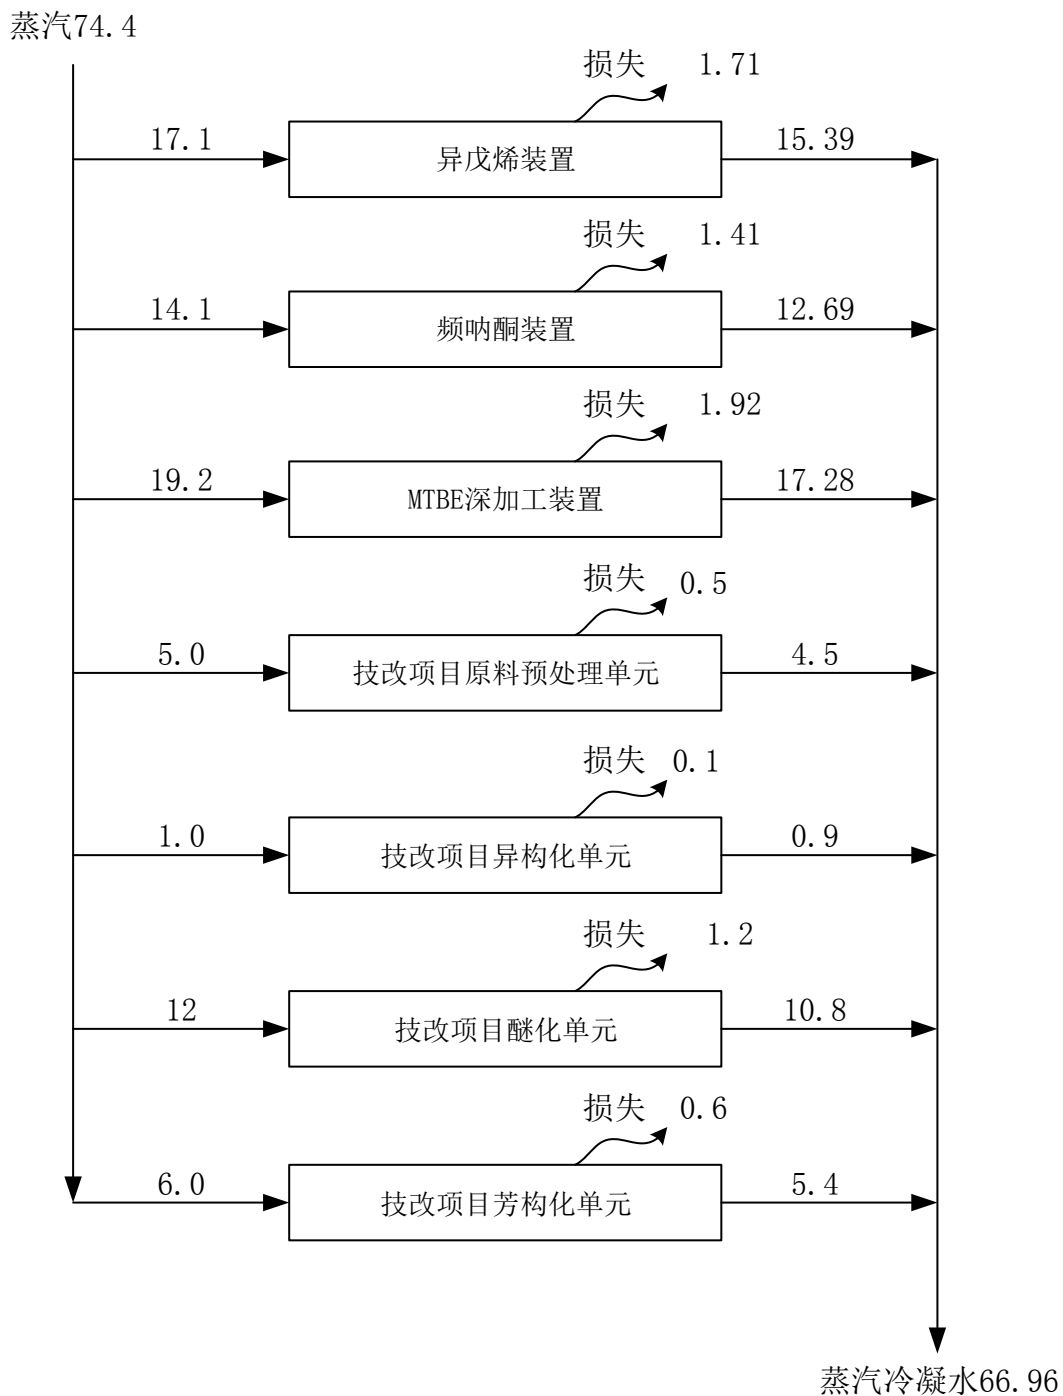 蒸汽74.4
损失 1.71
17.1
异戊烯装置
15.39
损失 1.41
14.1
频呐酮装置
12.69
损失 1.92
19.2
MTBE深加工装置
17.28
损失 0.5
5.0
技改项目原料预处理单元
4.5
损失 0.1
1.0
技改项目异构化单元
0.9
损失 1.2
12
技改项目醚化单元
10.8
损失 0.6
6.0
技改项目芳构化单元
5.4
蒸汽冷凝水66.96